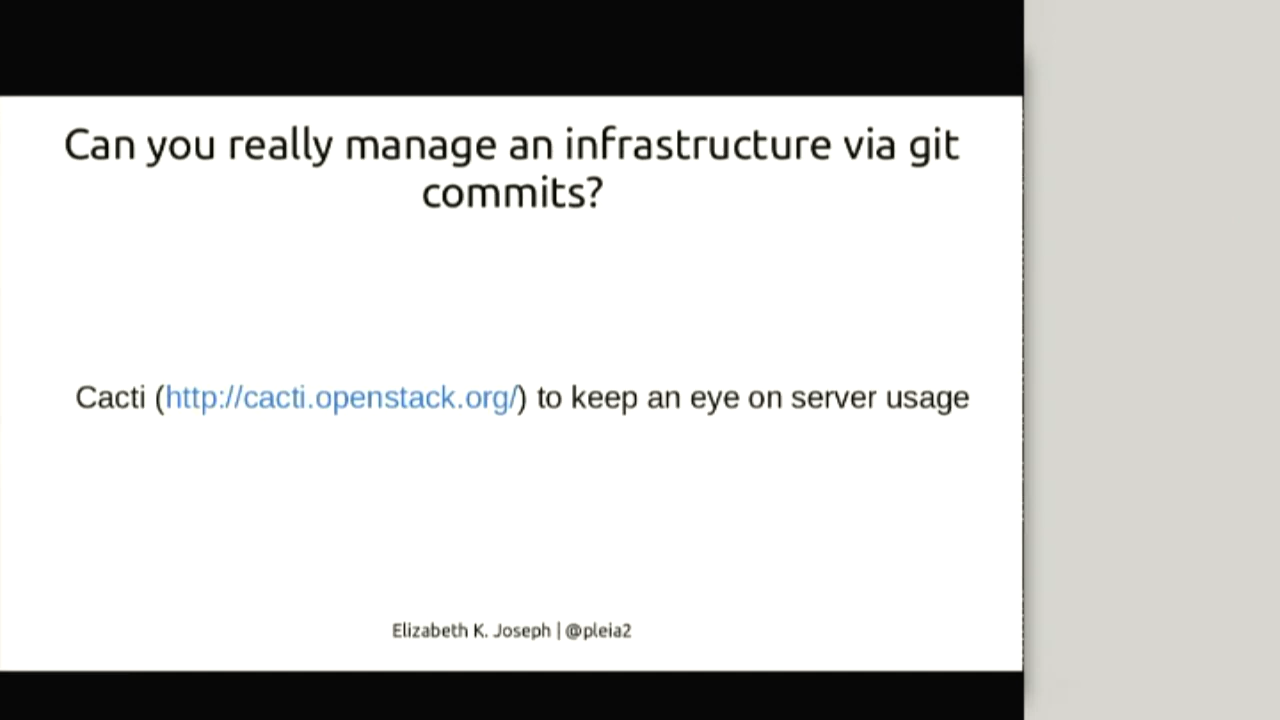 Can you really manage an infrastructure via git
commits?
Cacti (http://cacti.openstack.org/) to keep an eye on server usage
Elizabeth K. Joseph | @pleia2